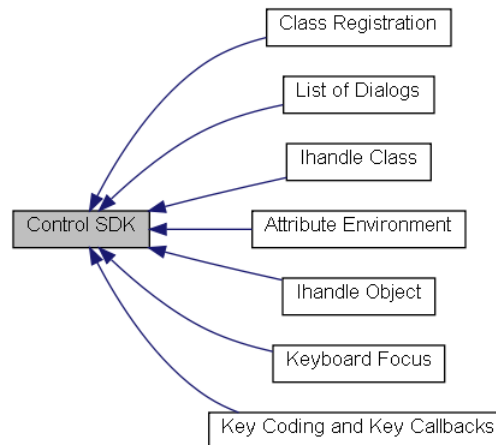 Class Registration
List of Dialogs
Ihandle Class
Control SDK
Attribute Environment
Ihandle Object
Keyboard Focus
Key Coding and Key Callbacks